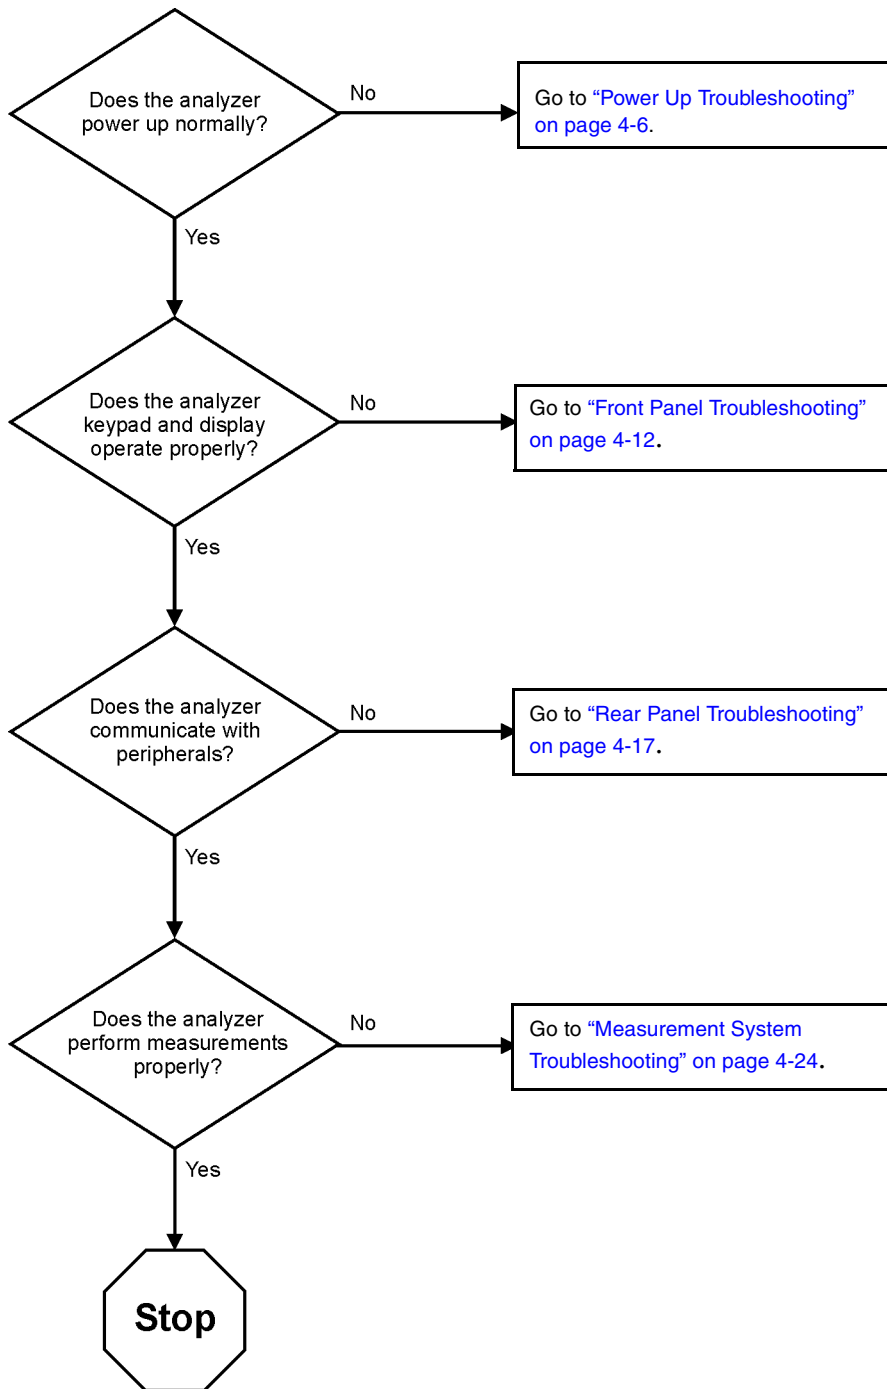 Does the analyzer
power up normally?
No
Go to “Power Up Troubleshooting”
on page 4-6.
Yes
Does the analyzer
keypad and display
operate properly?
No
Go to “Front Panel Troubleshooting”
on page 4-12.
Yes
Does the analyzer
communicate with
peripherals?
No
Go to “Rear Panel Troubleshooting”
on page 4-17.
Yes
Does the analyzer
perform measurements
properly?
No
Go to “Measurement System
Troubleshooting” on page 4-24.
Yes
Stop